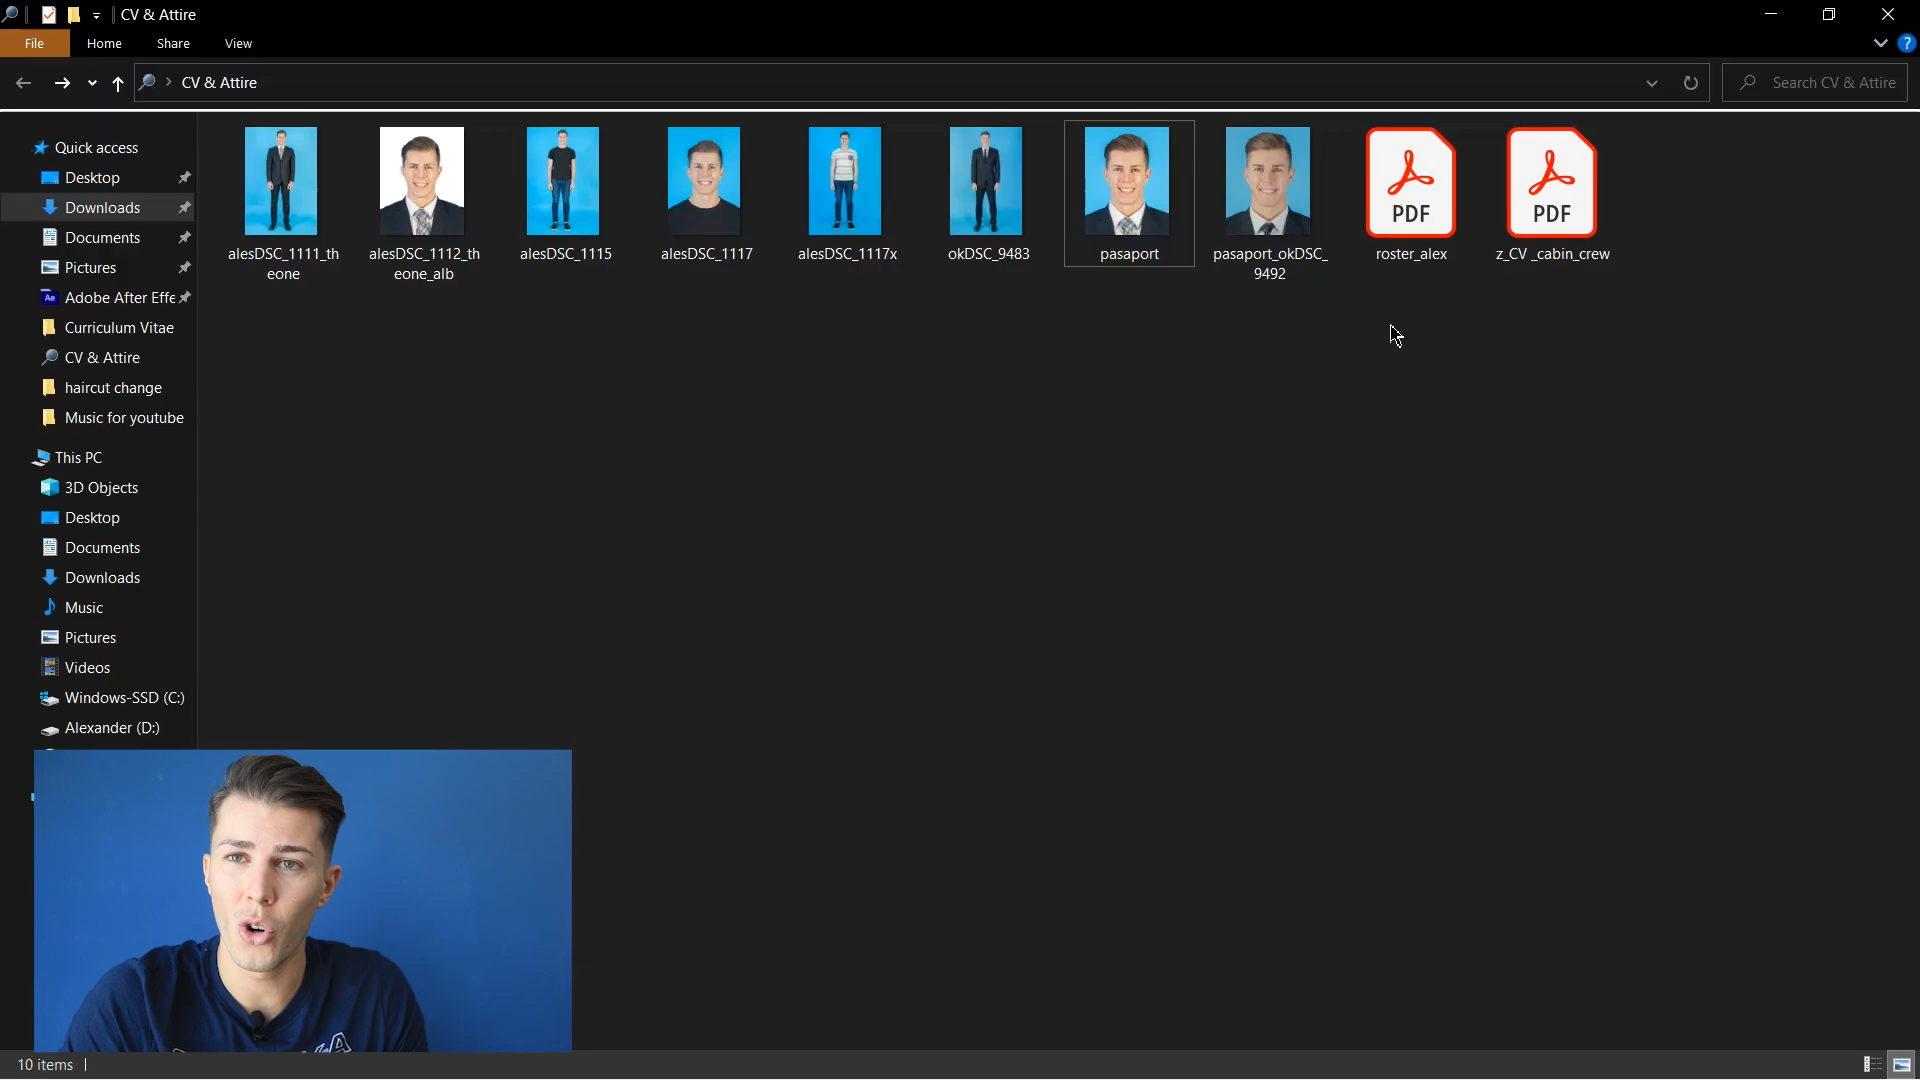 CV & Attire
File Home Share View
CV & Attire
Search CV & Attire
Quick access
Desktop
Downloads
Documents
Pictures
Ae Adobe After Effe
Curriculum Vitae
CV & Attire
haircut change
Music for youtube
This PC
3D Objects
Desktop
Documents
Downloads
Music
Pictures
Videos
Windows-SSD (C:)
Alexander (D:)
alesDSC_1111_th
eone
alesDSC_1112_th
eone_alb
alesDSC_1115
alesDSC_1117
alesDSC_1117x
okDSC_9483
pasaport
pasaport_okDSC_
9492
PDF
roster_alex
PDF
z_CV _cabin_crew
10 items